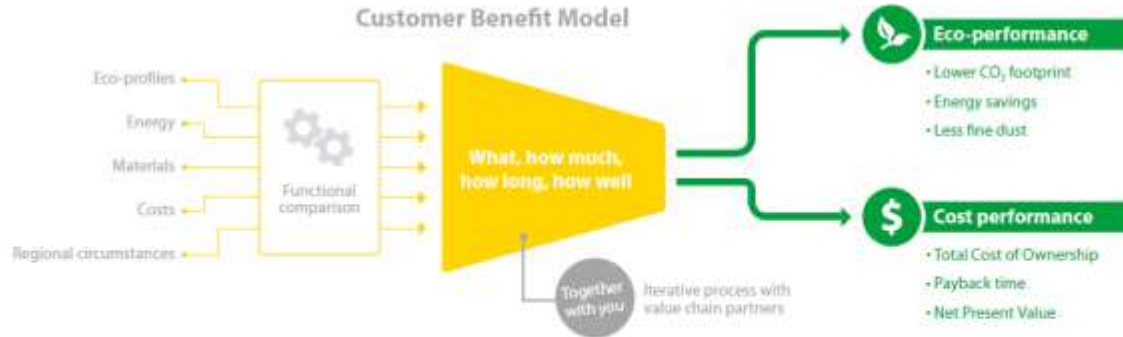 Customer Benefit Model
Eco-profiles
Energy
Materials
Costs
Regional circumstances
Functional
comparison
What, how much,
how long, how well
Together
with you
Iterative process with
value chain partners
Eco-performance
• Lower CO₂ footprint
• Energy savings
• Less fine dust
$
Cost performance
• Total Cost of Ownership
• Payback time
• Net Present Value